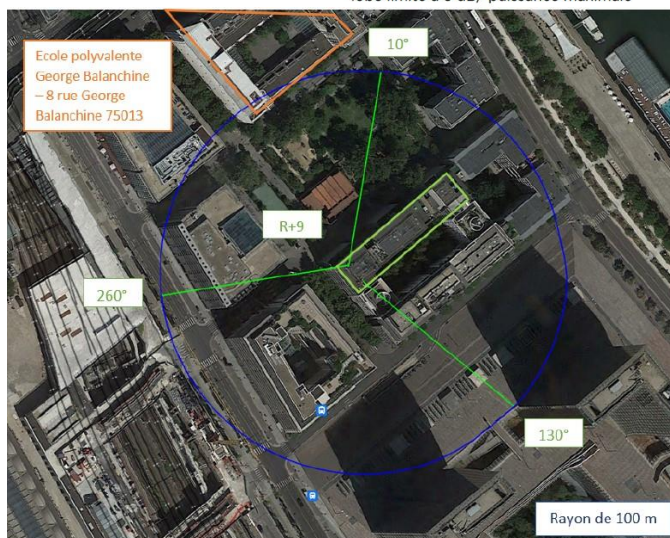 Ecole polyvalente
George Balanchine
– 8 rue George
Balanchine 75013
10°
R+9
260°
130°
Rayon de 100 m